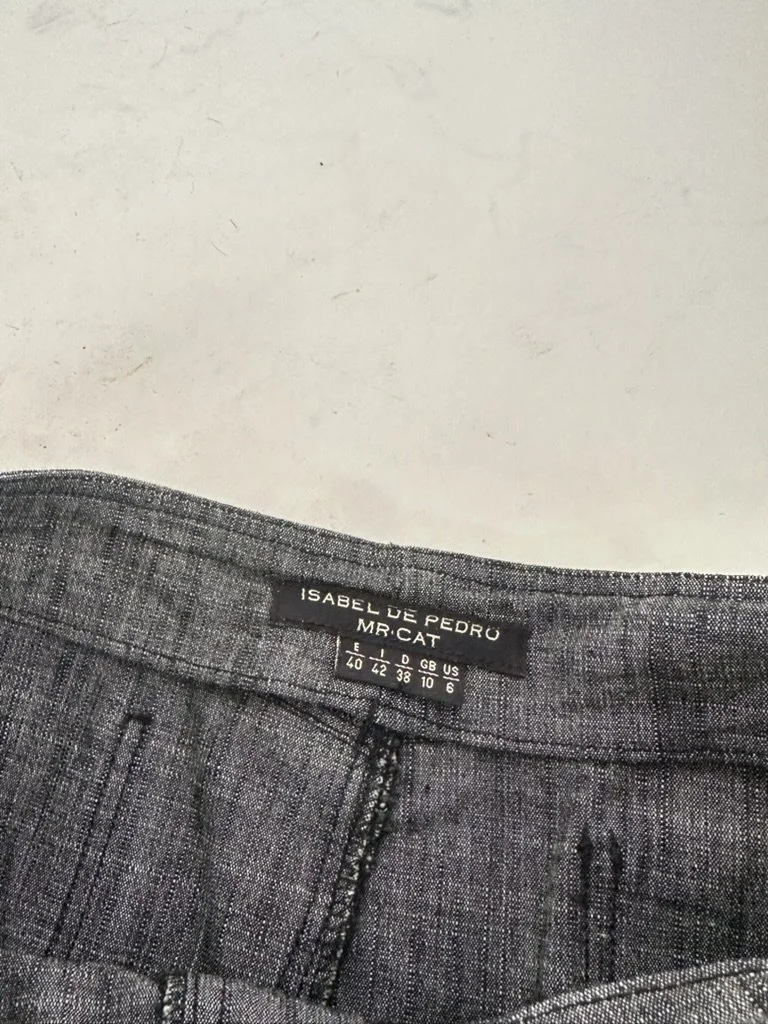 ISABEL DE PEDRO
MR·CAT
E I D GB US
40 42 38 10 6